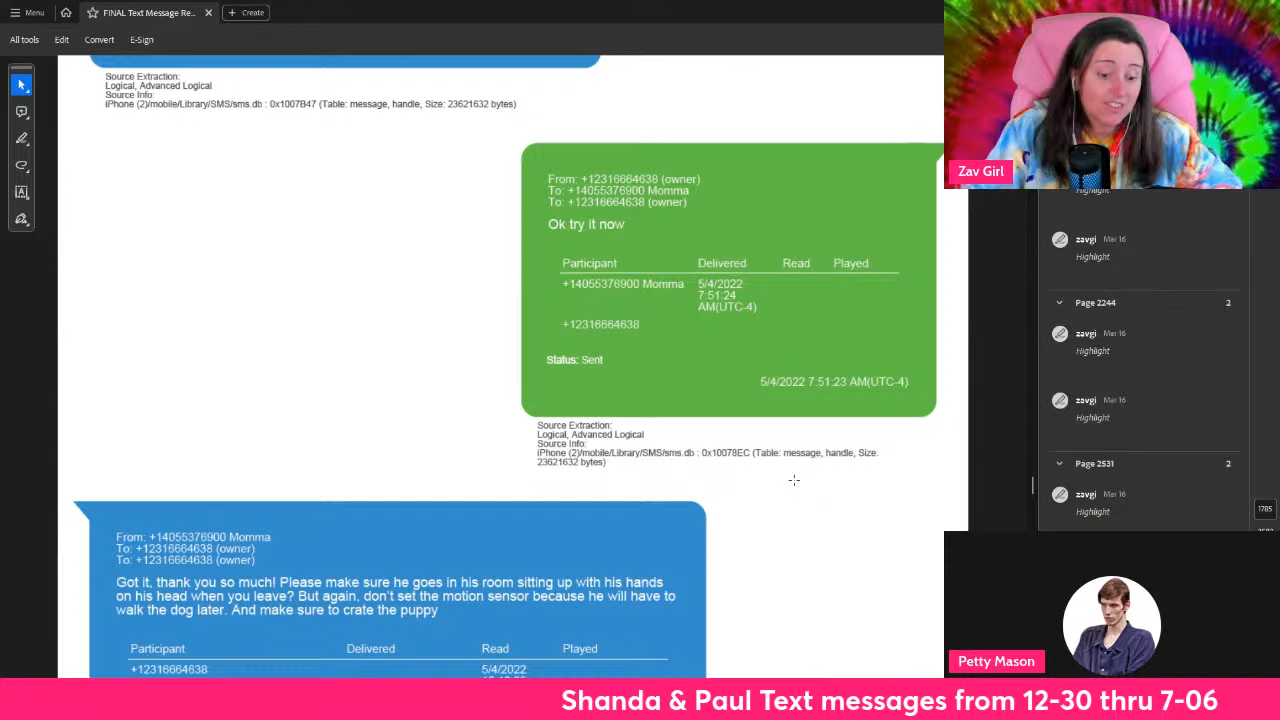 Menu
FINAL Text Message Re...
Create
All tools
Edit
Convert
E-Sign
Source Extraction:
Logical, Advanced Logical
Source Info:
iPhone (2)/mobile/Library/SMS/sms.db : 0x1007B47 (Table: message, handle, Size: 23621632 bytes)
From: +12316664638 (owner)
To: +14055376900 Momma
To: +12316664638 (owner)
Ok try it now
Participant Delivered Read Played
+14055376900 Momma 5/4/2022
7:51:24
AM(UTC-4)
+12316664638
Status: Sent
5/4/2022 7:51:23 AM(UTC-4)
Source Extraction:
Logical, Advanced Logical
Source Info:
iPhone (2)/mobile/Library/SMS/sms.db : 0x10078EC (Table: message, handle, Size:
23621632 bytes)
From: +14055376900 Momma
To: +12316664638 (owner)
To: +12316664638 (owner)
Got it, thank you so much! Please make sure he goes in his room sitting up with his hands
on his head when you leave? But again, don't set the motion sensor because he will have to
walk the dog later. And make sure to crate the puppy
Participant Delivered Read Played
+12316664638 5/4/2022
Zav Girl
Highlight
zavgi Mar 16
Highlight
Page 2244 2
zavgi Mar 16
Highlight
zavgi Mar 16
Highlight
Page 2531 2
zavgi Mar 16
Highlight
1785
Petty Mason
Shanda & Paul Text messages from 12-30 thru 7-06